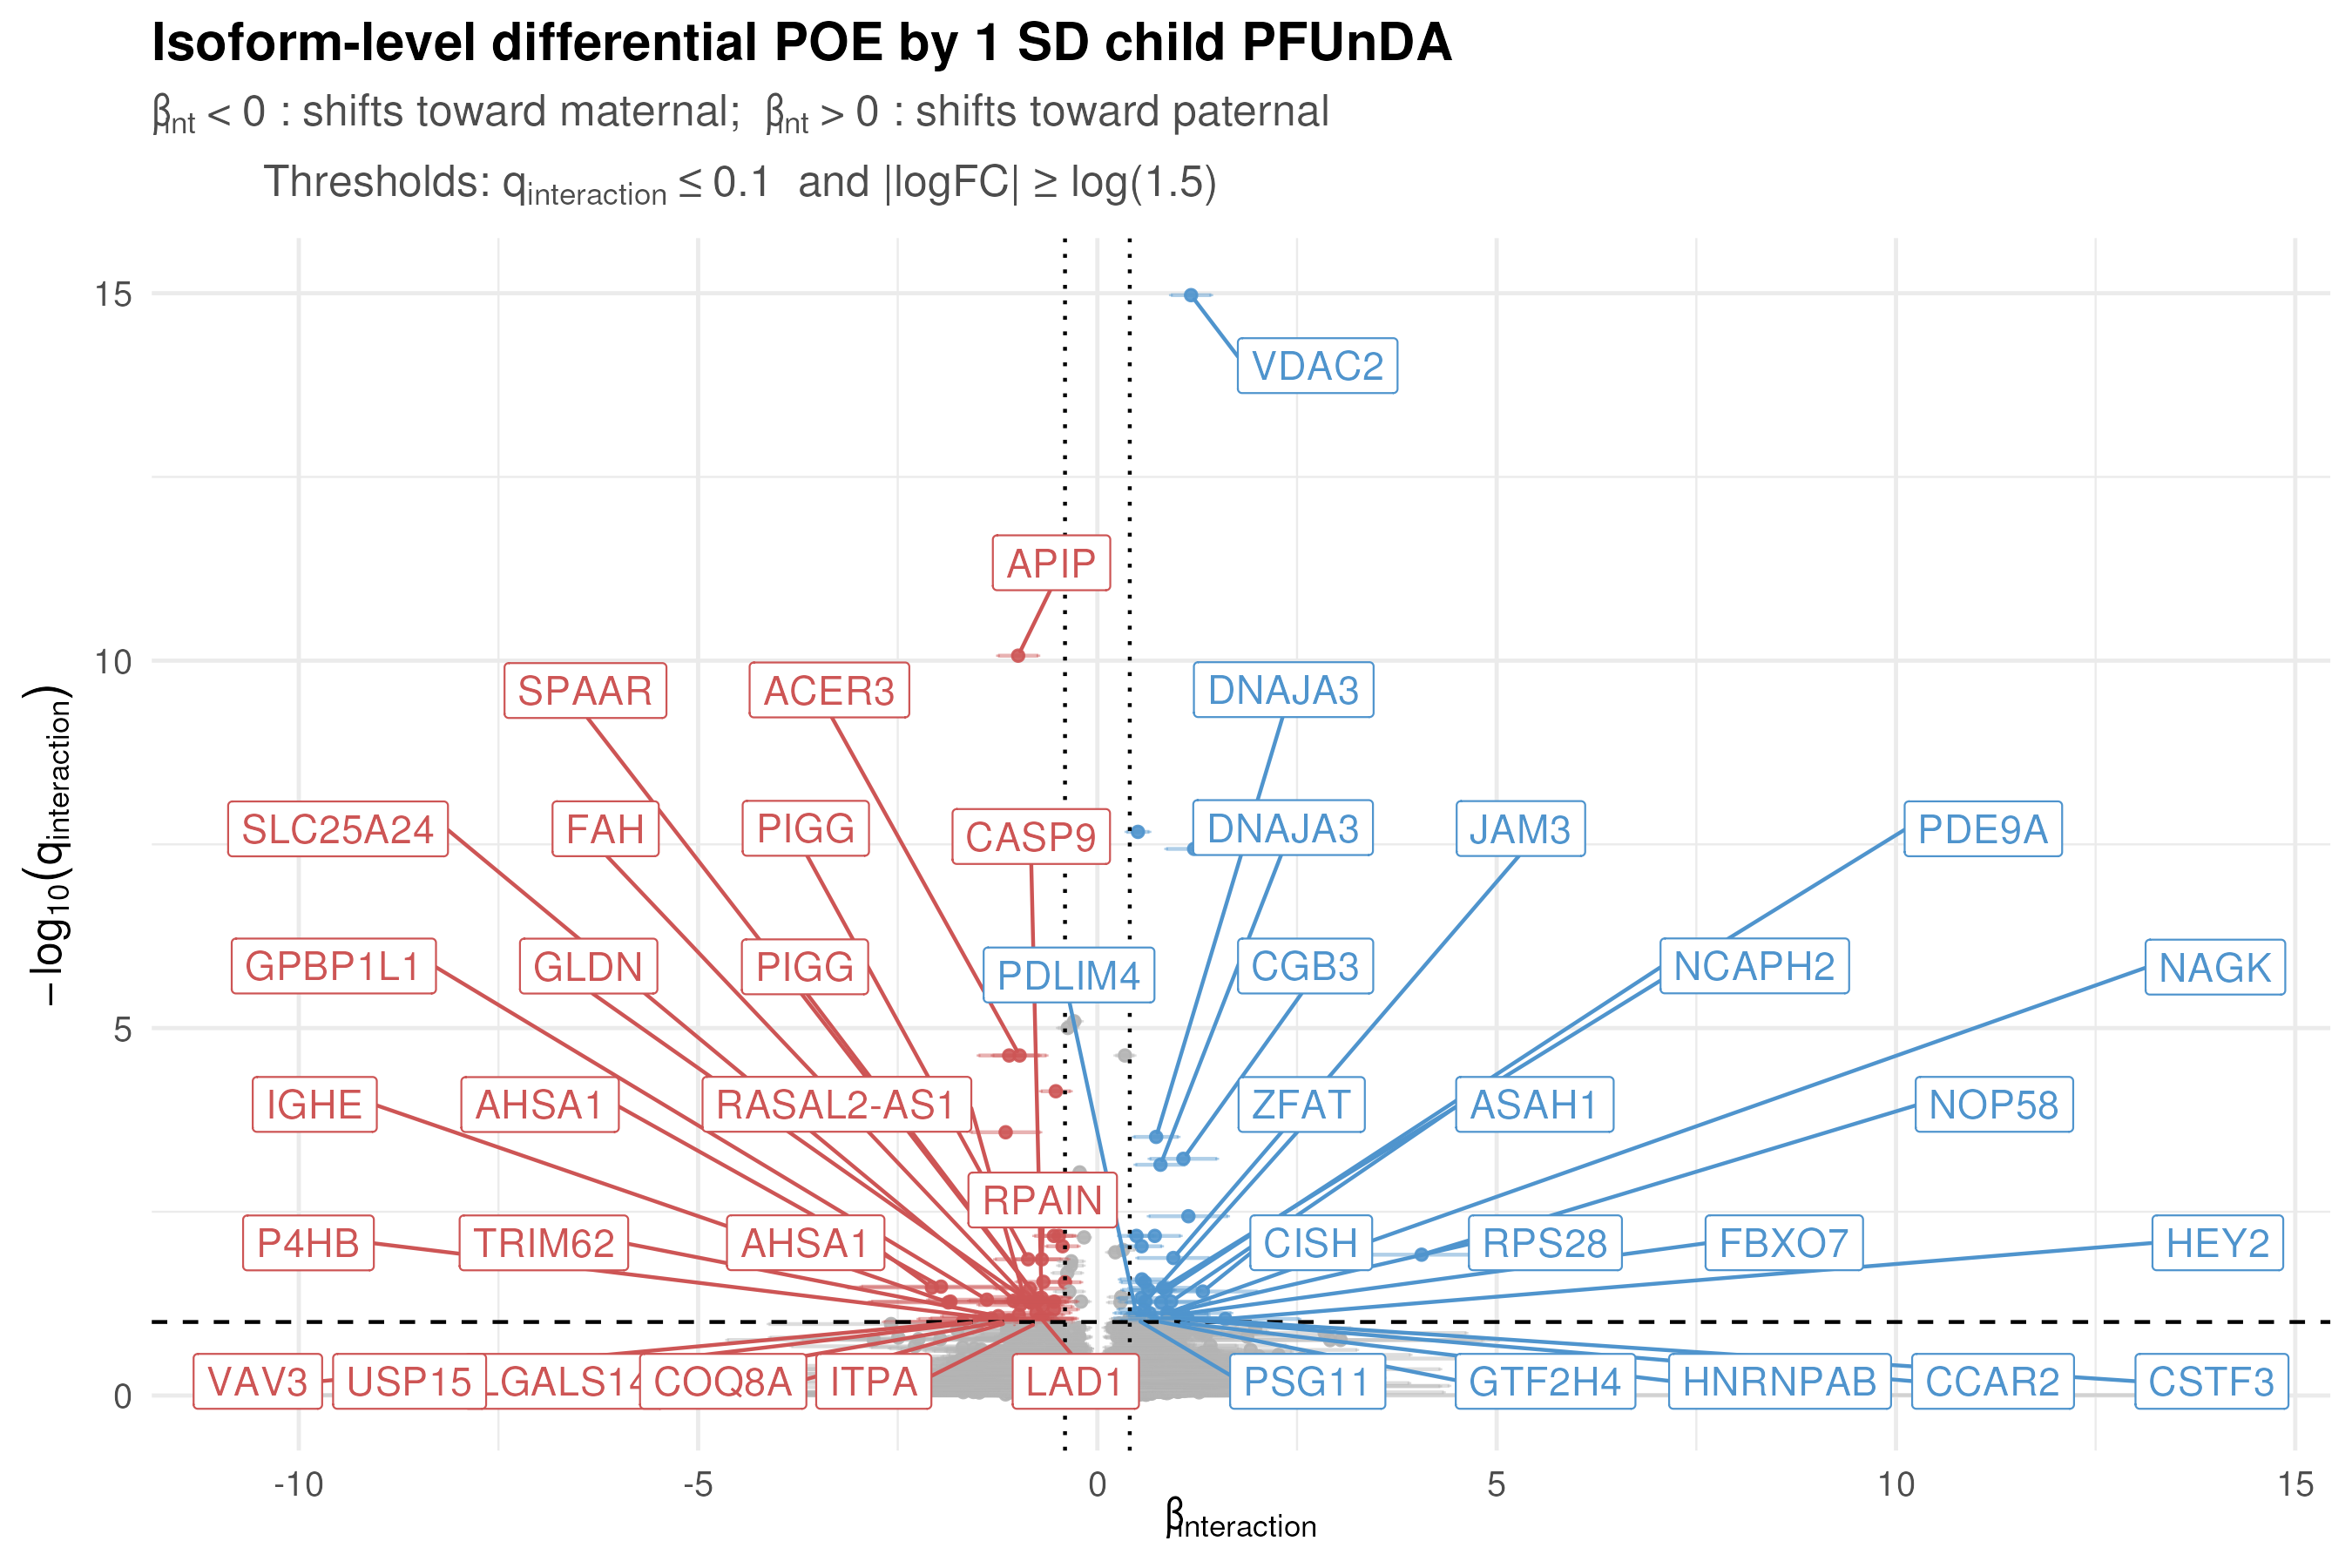 Isoform-level differential POE by 1 SD child PFUnDA
βint < 0 : shifts toward maternal; βint > 0 : shifts toward paternal
Thresholds: qinteraction ≤ 0.1 and |logFC| ≥ log(1.5)
15
VDAC2
APIP
10
SPAAR ACER3 DNAJA3
SLC25A24 FAH PIGG CASP9 DNAJA3 JAM3 PDE9A
−log10(qinteraction)
GPBP1L1 GLDN PIGG PDLIM4 CGB3 NCAPH2 NAGK
5
IGHE AHSA1 RASAL2-AS1 ZFAT ASAH1 NOP58
RPAIN
P4HB TRIM62 AHSA1 CISH RPS28 FBXO7 HEY2
VAV3 USP15 LGALS14 COQ8A ITPA LAD1 PSG11 GTF2H4 HNRNPAB CCAR2 CSTF3
0
-10 -5 0 5 10 15
βinteraction